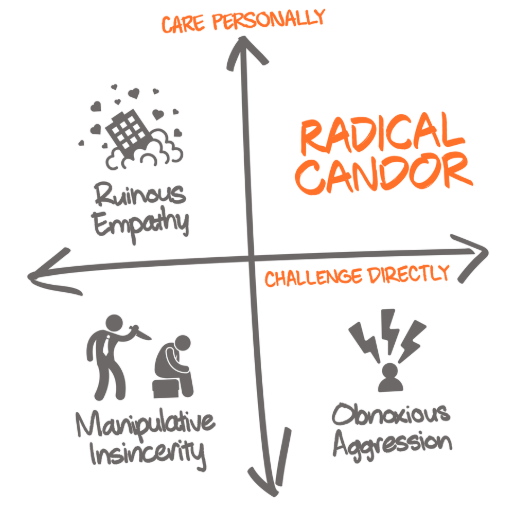 CARE PERSONALLY
RADICAL
CANDOR
Ruinous
Empathy
CHALLENGE DIRECTLY
Manipulative
Insincerity
Obnoxious
Aggression